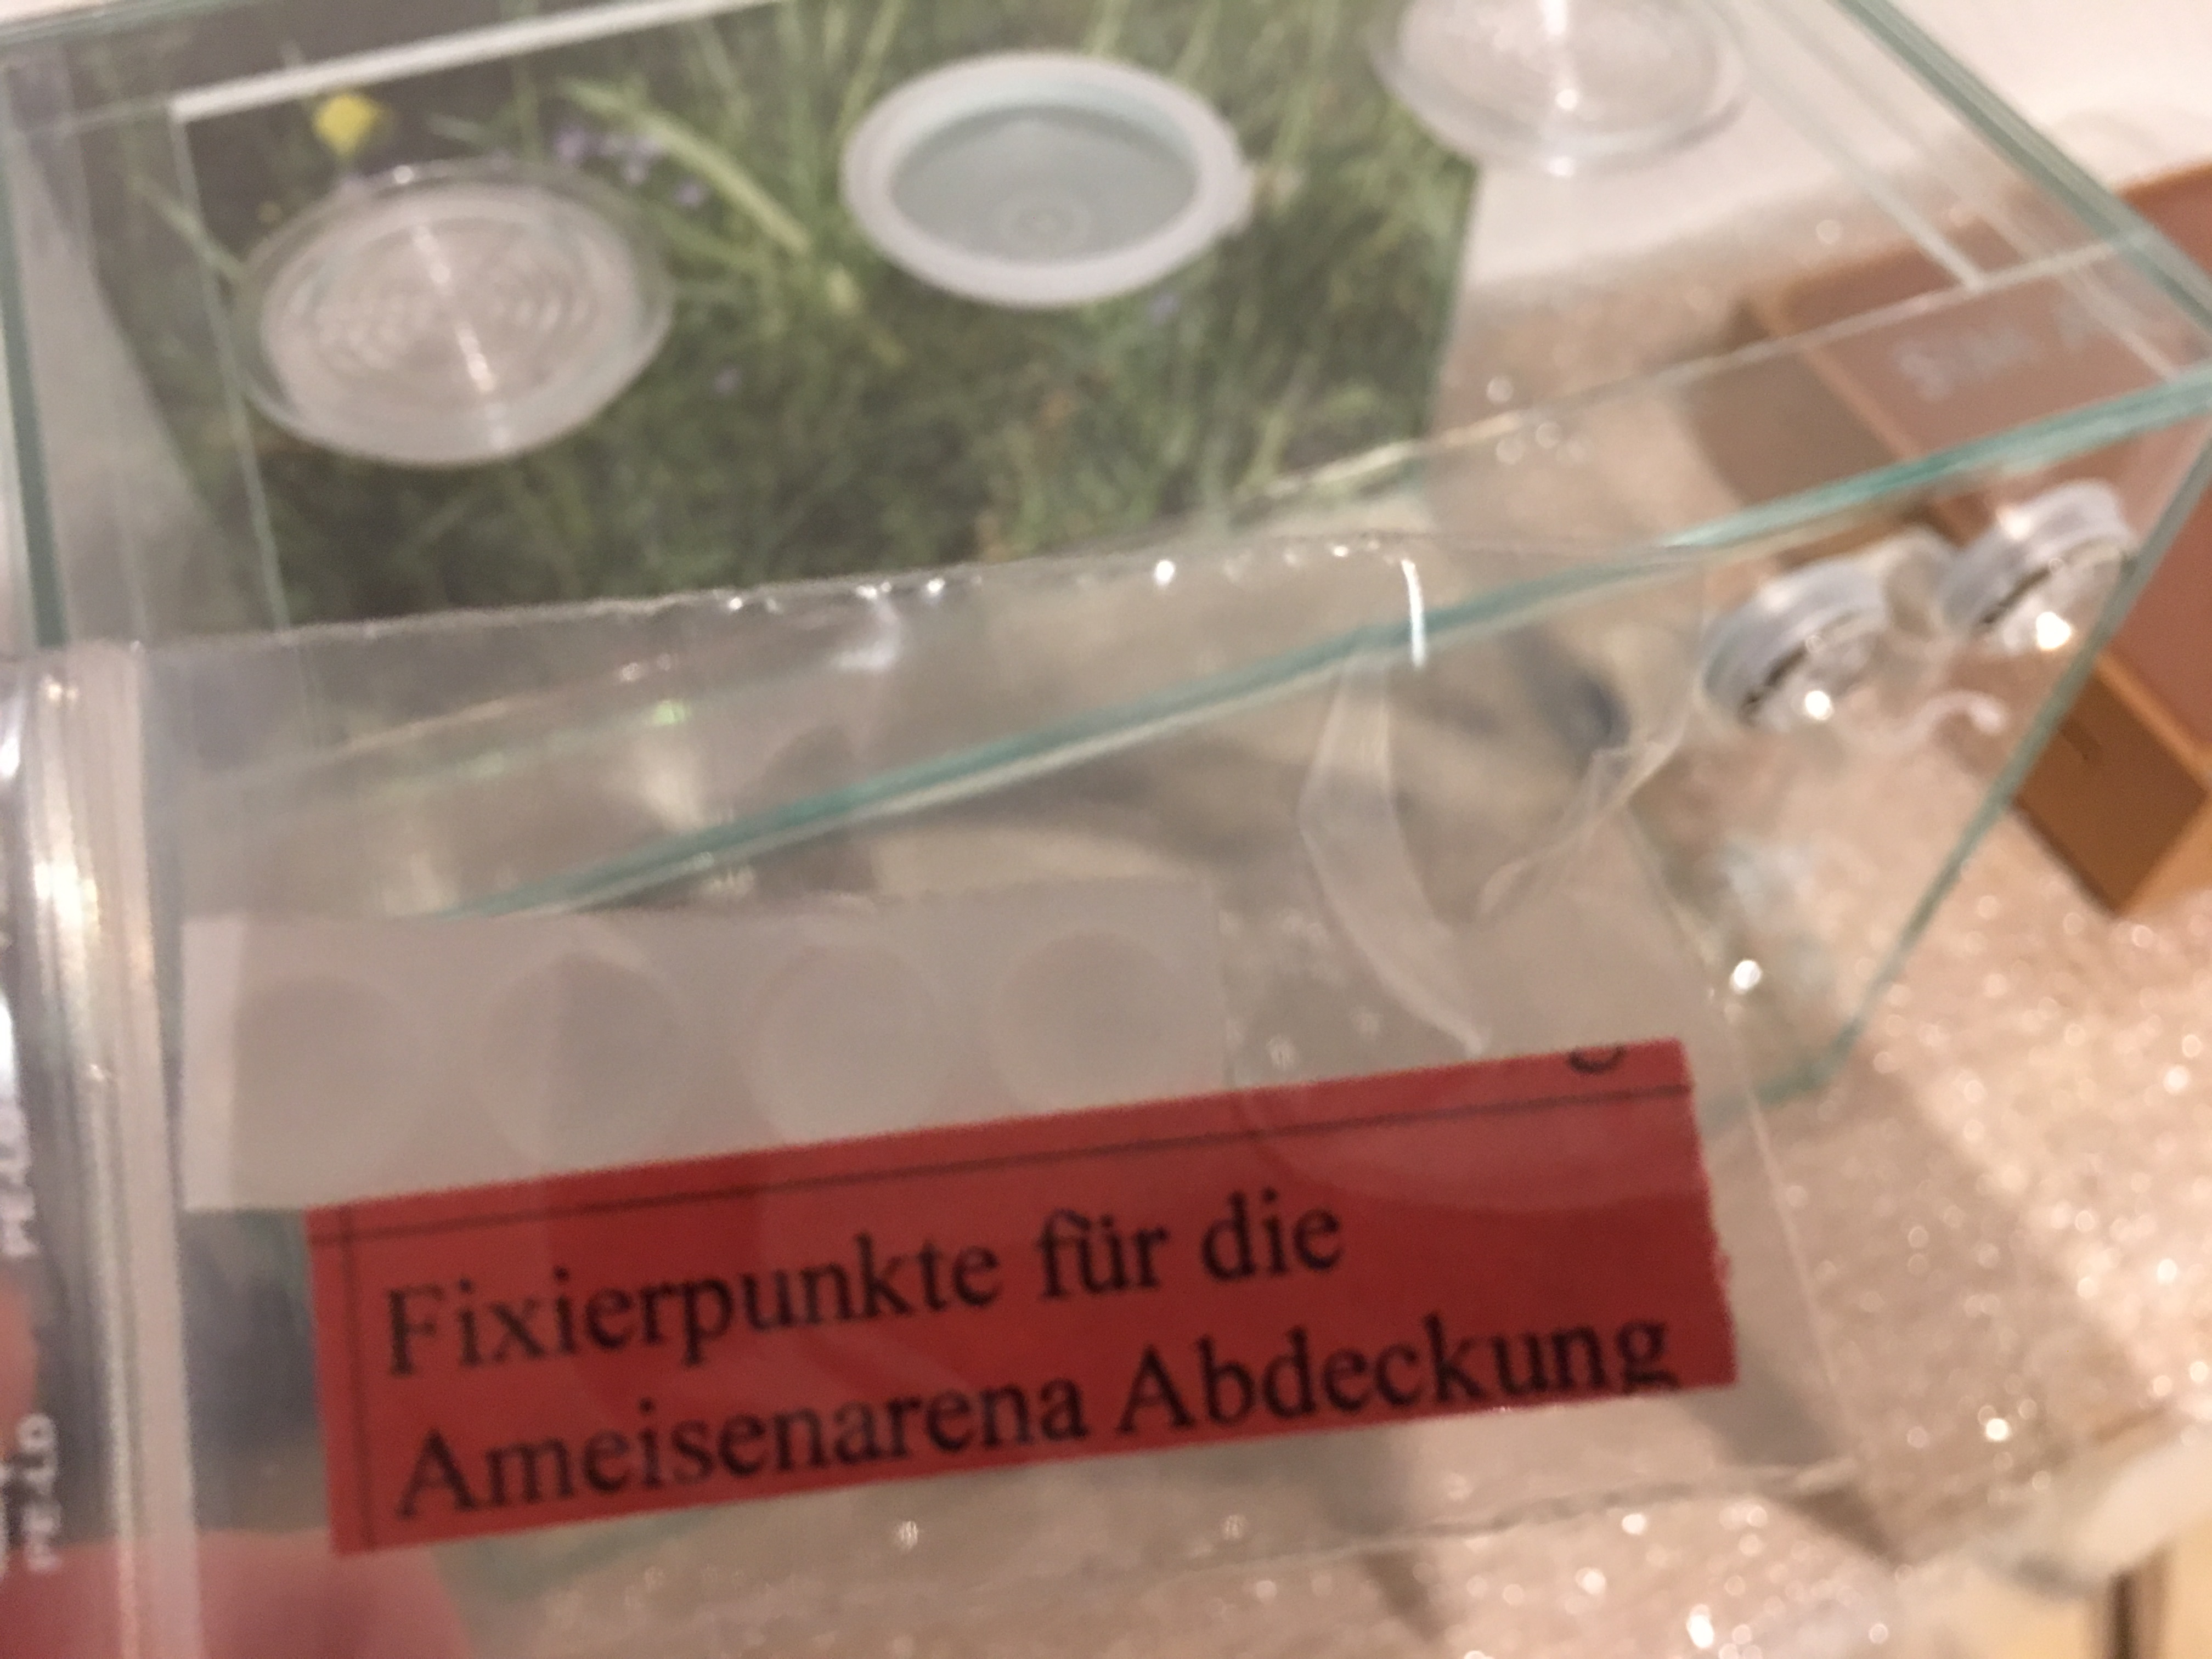 Fixierpunkte für die
Ameisenarena Abdeckung